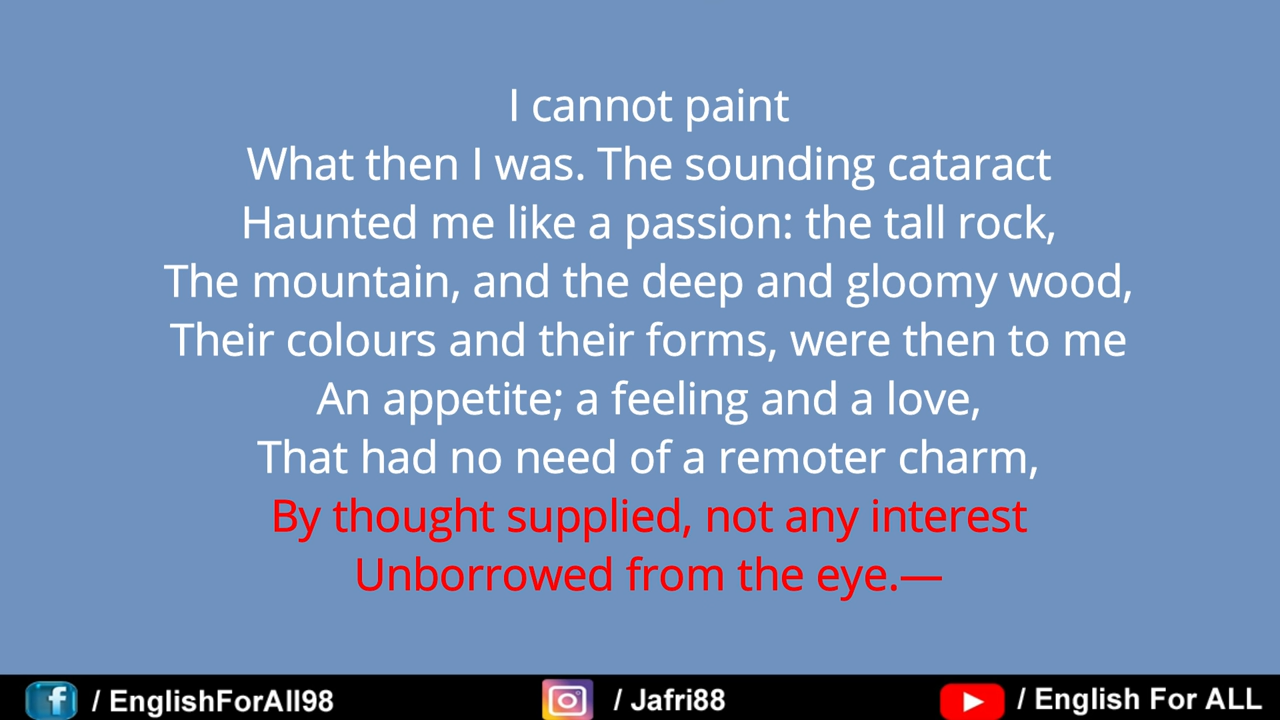 I cannot paint
What then I was. The sounding cataract
Haunted me like a passion: the tall rock,
The mountain, and the deep and gloomy wood,
Their colours and their forms, were then to me
An appetite; a feeling and a love,
That had no need of a remoter charm,
By thought supplied, not any interest
Unborrowed from the eye.—
/ EnglishForAll98
/ Jafri88
/ English For ALL